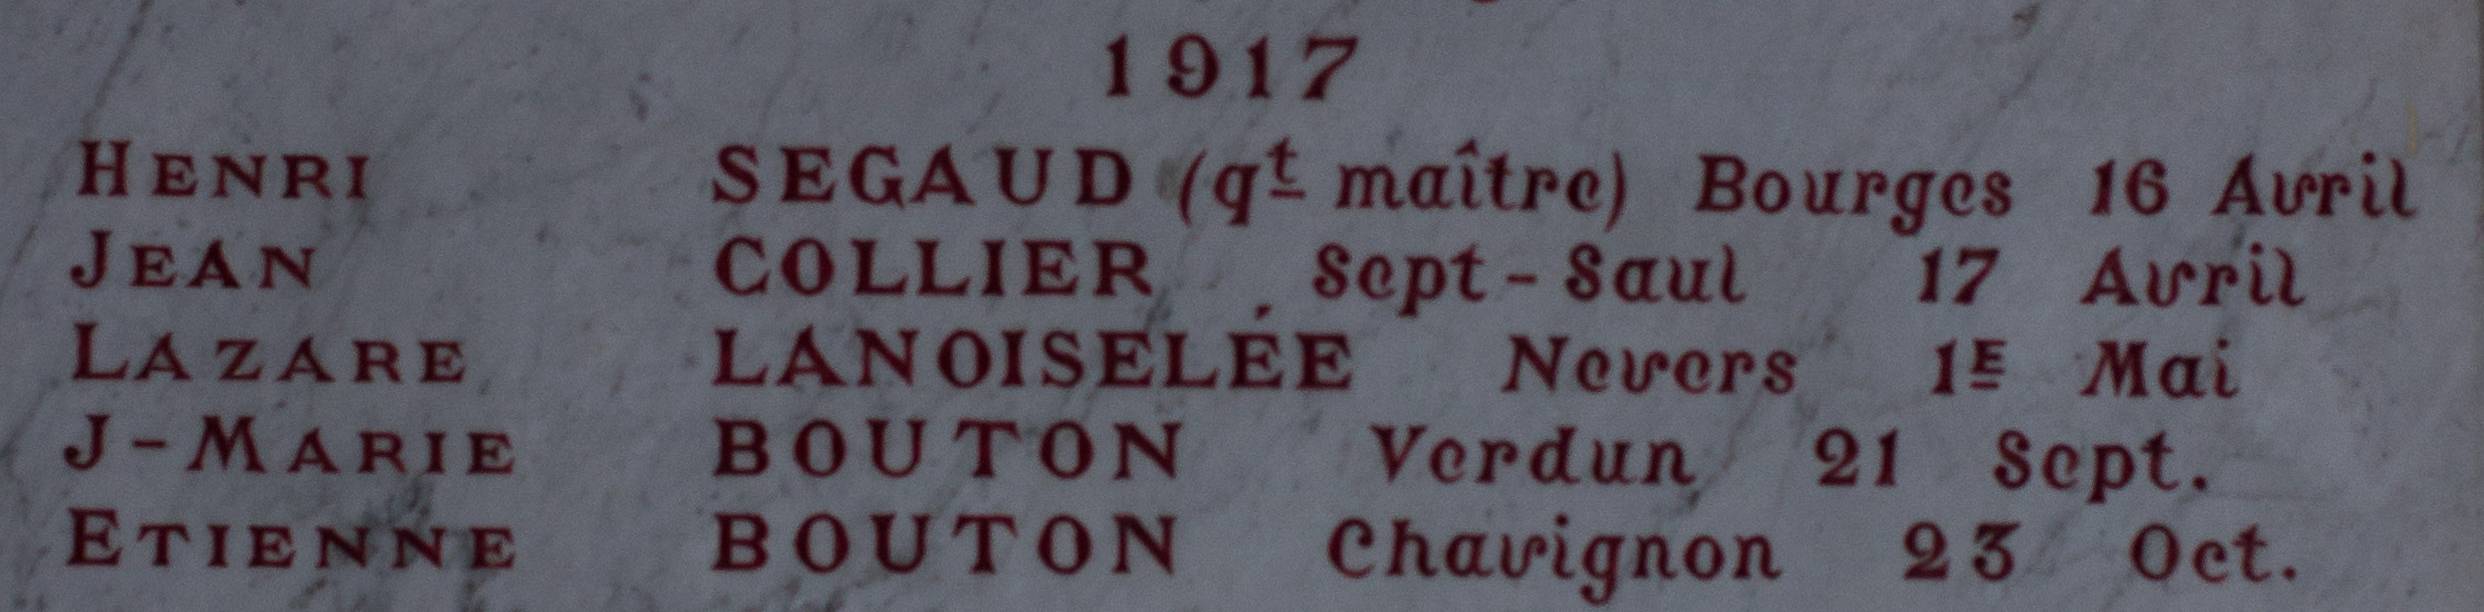 1917
HENRI SEGAUD (qt maître) Bourges 16 Avril
JEAN COLLIER Sept-Saul 17 Avril
LAZARE LANOISELÉE Nevers 1E Mai
J-MARIE BOUTON Verdun 21 Sept.
ETIENNE BOUTON Chavignon 23 Oct.